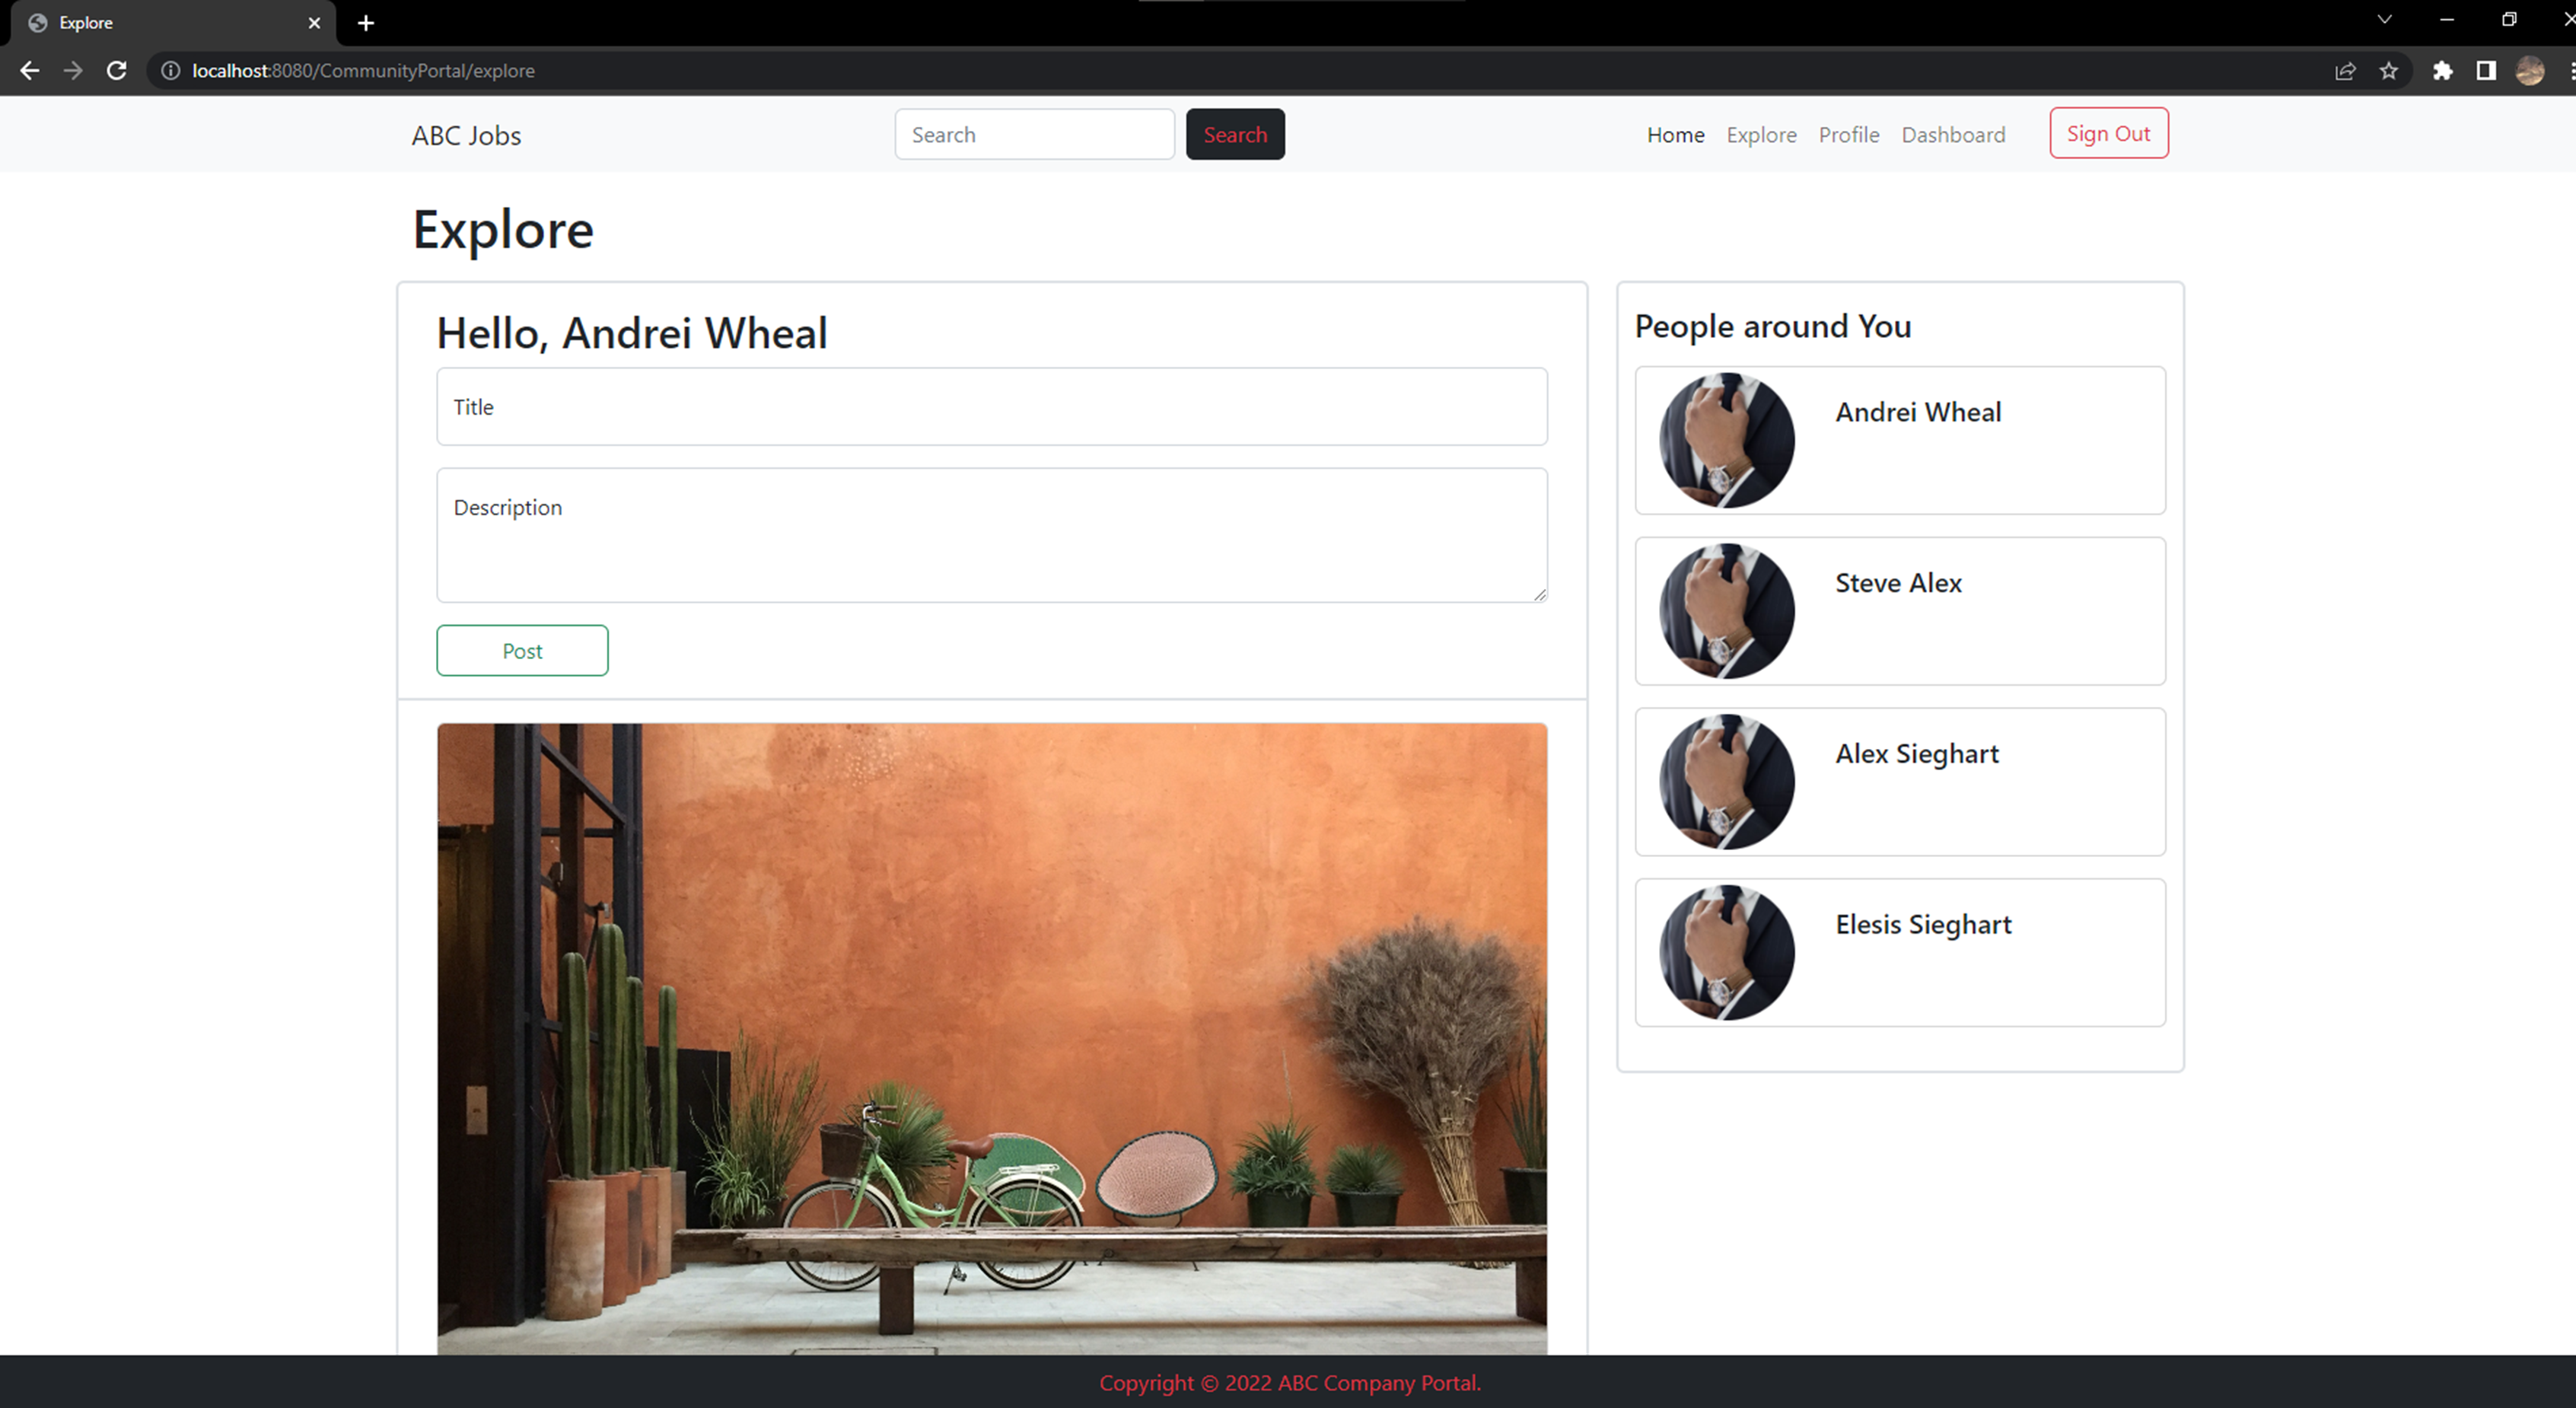 Explore
localhost:8080/CommunityPortal/explore
ABC Jobs
Search
Search
Home
Explore
Profile
Dashboard
Sign Out
Explore
Hello, Andrei Wheal
Title
Description
Post
People around You
Andrei Wheal
Steve Alex
Alex Sieghart
Elesis Sieghart
Copyright © 2022 ABC Company Portal.